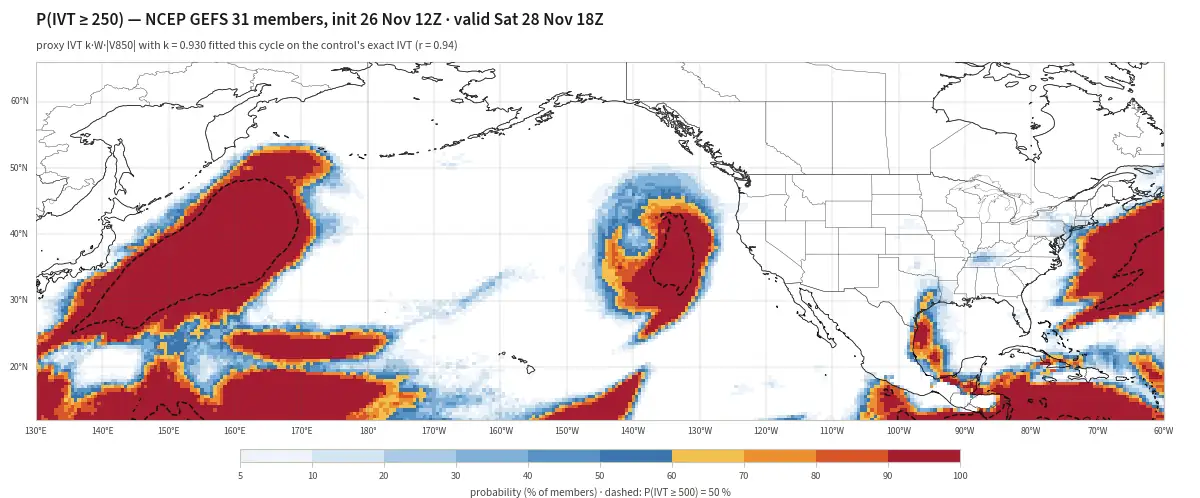 P(IVT ≥ 250) — NCEP GEFS 31 members, init 26 Nov 12Z · valid Sat 28 Nov 18Z
proxy IVT k·W·|V850| with k = 0.930 fitted this cycle on the control's exact IVT (r = 0.94)
60°N
50°N
40°N
30°N
20°N
130°E 140°E 150°E 160°E 170°E 180° 170°W 160°W 150°W 140°W 130°W 120°W 110°W 100°W 90°W 80°W 70°W 60°W
5 10 20 30 40 50 60 70 80 90 100
probability (% of members) · dashed: P(IVT ≥ 500) = 50 %